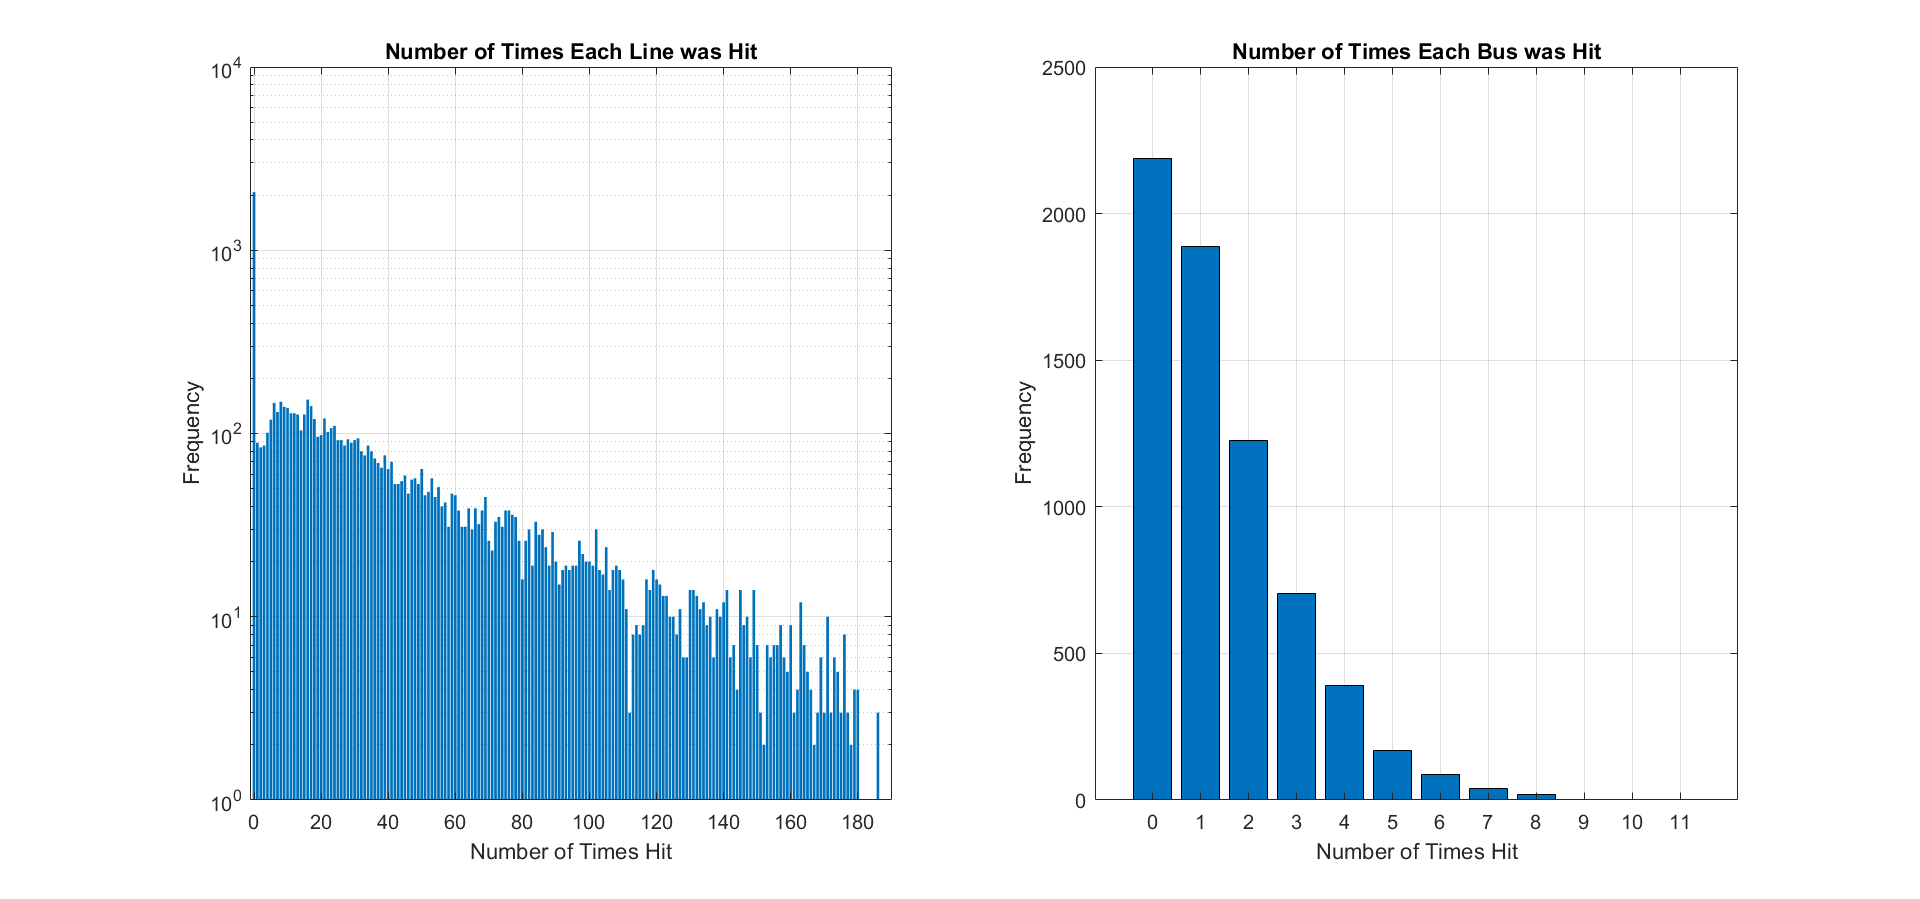 Number of Times Each Line was Hit
10^4
10^3
10^2
10^1
10^0
Frequency
0 20 40 60 80 100 120 140 160 180
Number of Times Hit
Number of Times Each Bus was Hit
2500
2000
1500
1000
500
0
Frequency
0 1 2 3 4 5 6 7 8 9 10 11
Number of Times Hit